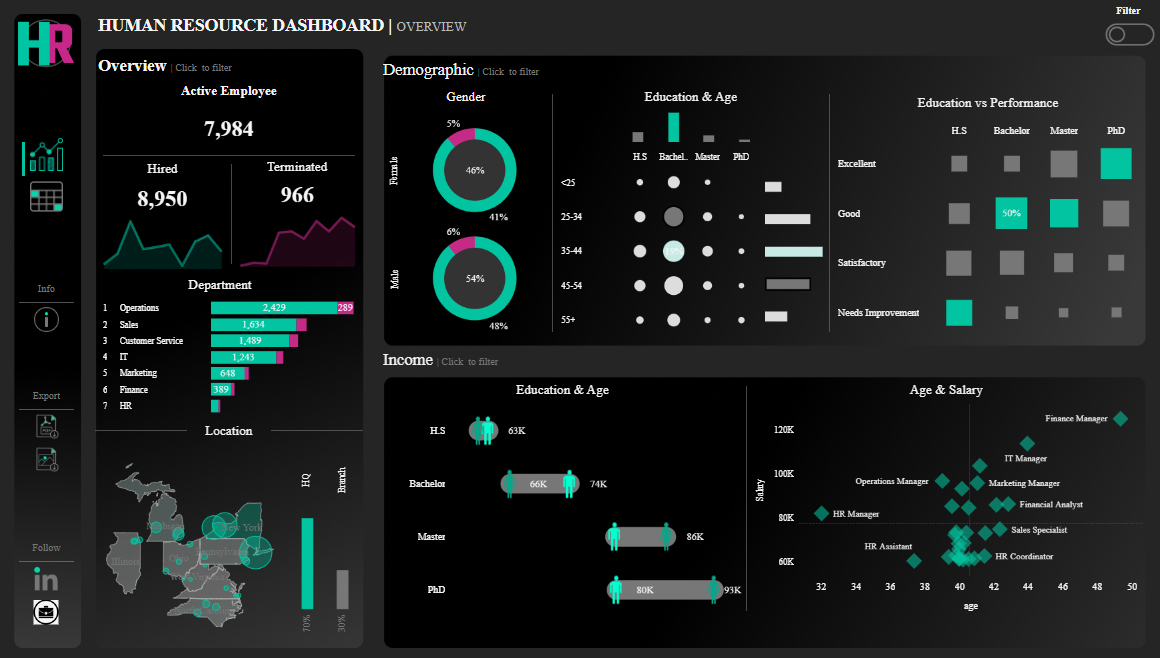 HR
HUMAN RESOURCE DASHBOARD | OVERVIEW
Filter
Overview | Click to filter
Active Employee
7,984
Hired
8,950
Terminated
966
Department
1 Operations 2,429 289
2 Sales 1,634
3 Customer Service 1,489
4 IT 1,243
5 Marketing 648
6 Finance 389
7 HR
Location
Illinois
Ohio
New York
HQ
Branch
70%
30%
Info
Export
Follow
in
Demographic | Click to filter
Gender
Female
5%
46%
41%
Male
6%
54%
48%
Education & Age
H.S Bachel.. Master PhD
<25
25-34
35-44
45-54
55+
Education vs Performance
H.S Bachelor Master PhD
Excellent
Good 50%
Satisfactory
Needs Improvement
Income | Click to filter
Education & Age
H.S 63K
Bachelor 66K 74K
Master 86K
PhD 80K 93K
Age & Salary
Salary
120K
100K
80K
60K
Finance Manager
IT Manager
Operations Manager
Marketing Manager
Financial Analyst
HR Manager
Sales Specialist
HR Assistant
HR Coordinator
32 34 36 38 40 42 44 46 48 50
age